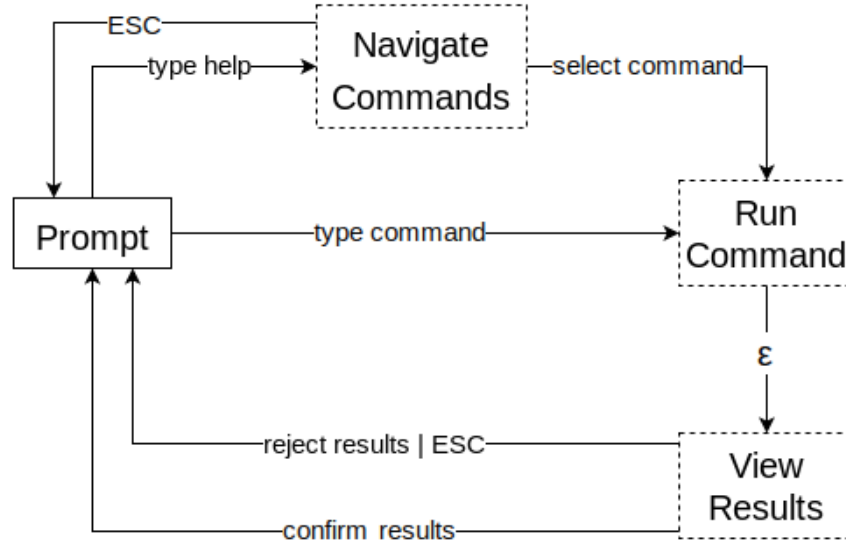 ESC
Navigate
Commands
type help
select command
Prompt
type command
Run
Command
ε
reject results | ESC
View
Results
confirm results